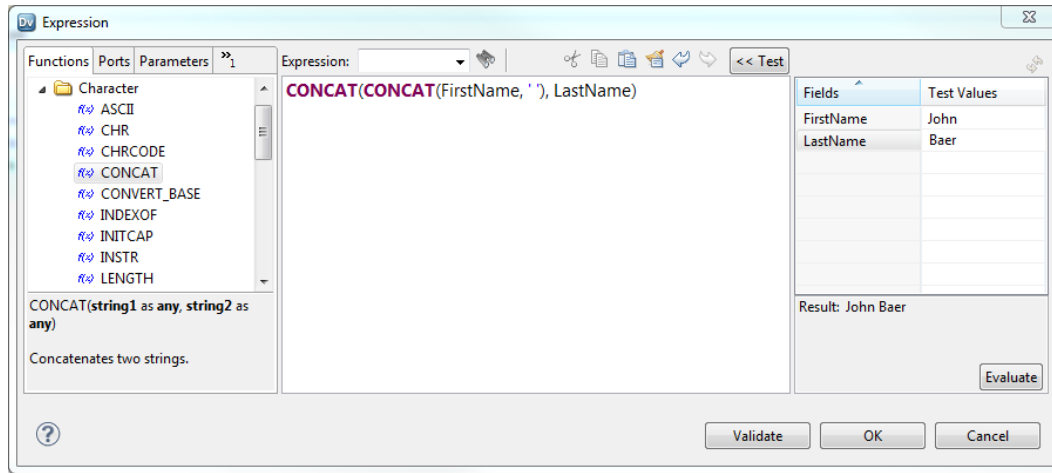 Dv Expression
Functions Ports Parameters »1
Expression:
<< Test
Character
f(x) ASCII
f(x) CHR
f(x) CHRCODE
f(x) CONCAT
f(x) CONVERT_BASE
f(x) INDEXOF
f(x) INITCAP
f(x) INSTR
f(x) LENGTH
CONCAT(string1 as any, string2 as
any)
Concatenates two strings.
CONCAT(CONCAT(FirstName, ' '), LastName)
Fields Test Values
FirstName John
LastName Baer
Result: John Baer
Evaluate
?
Validate
OK
Cancel